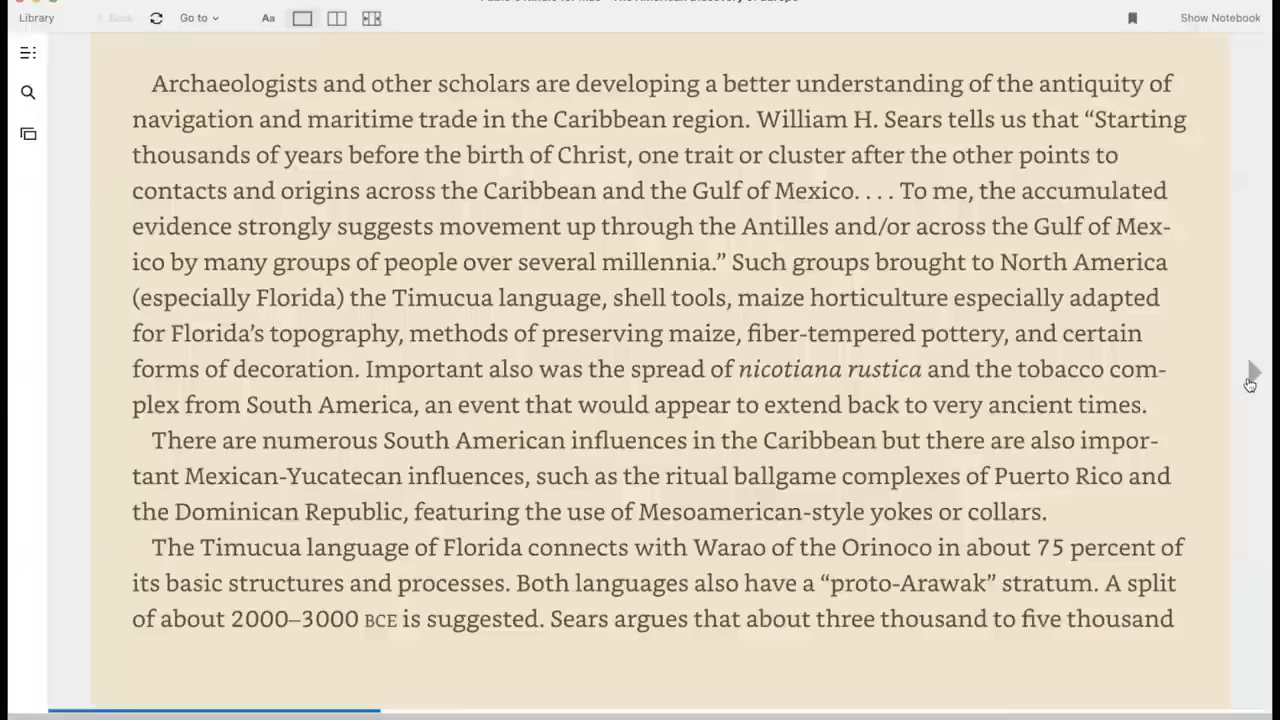 Library
Back
Go to
Aa
Show Notebook
Archaeologists and other scholars are developing a better understanding of the antiquity of
navigation and maritime trade in the Caribbean region. William H. Sears tells us that “Starting
thousands of years before the birth of Christ, one trait or cluster after the other points to
contacts and origins across the Caribbean and the Gulf of Mexico. . . . To me, the accumulated
evidence strongly suggests movement up through the Antilles and/or across the Gulf of Mex-
ico by many groups of people over several millennia.” Such groups brought to North America
(especially Florida) the Timucua language, shell tools, maize horticulture especially adapted
for Florida’s topography, methods of preserving maize, fiber-tempered pottery, and certain
forms of decoration. Important also was the spread of nicotiana rustica and the tobacco com-
plex from South America, an event that would appear to extend back to very ancient times.
There are numerous South American influences in the Caribbean but there are also impor-
tant Mexican-Yucatecan influences, such as the ritual ballgame complexes of Puerto Rico and
the Dominican Republic, featuring the use of Mesoamerican-style yokes or collars.
The Timucua language of Florida connects with Warao of the Orinoco in about 75 percent of
its basic structures and processes. Both languages also have a “proto-Arawak” stratum. A split
of about 2000–3000 BCE is suggested. Sears argues that about three thousand to five thousand